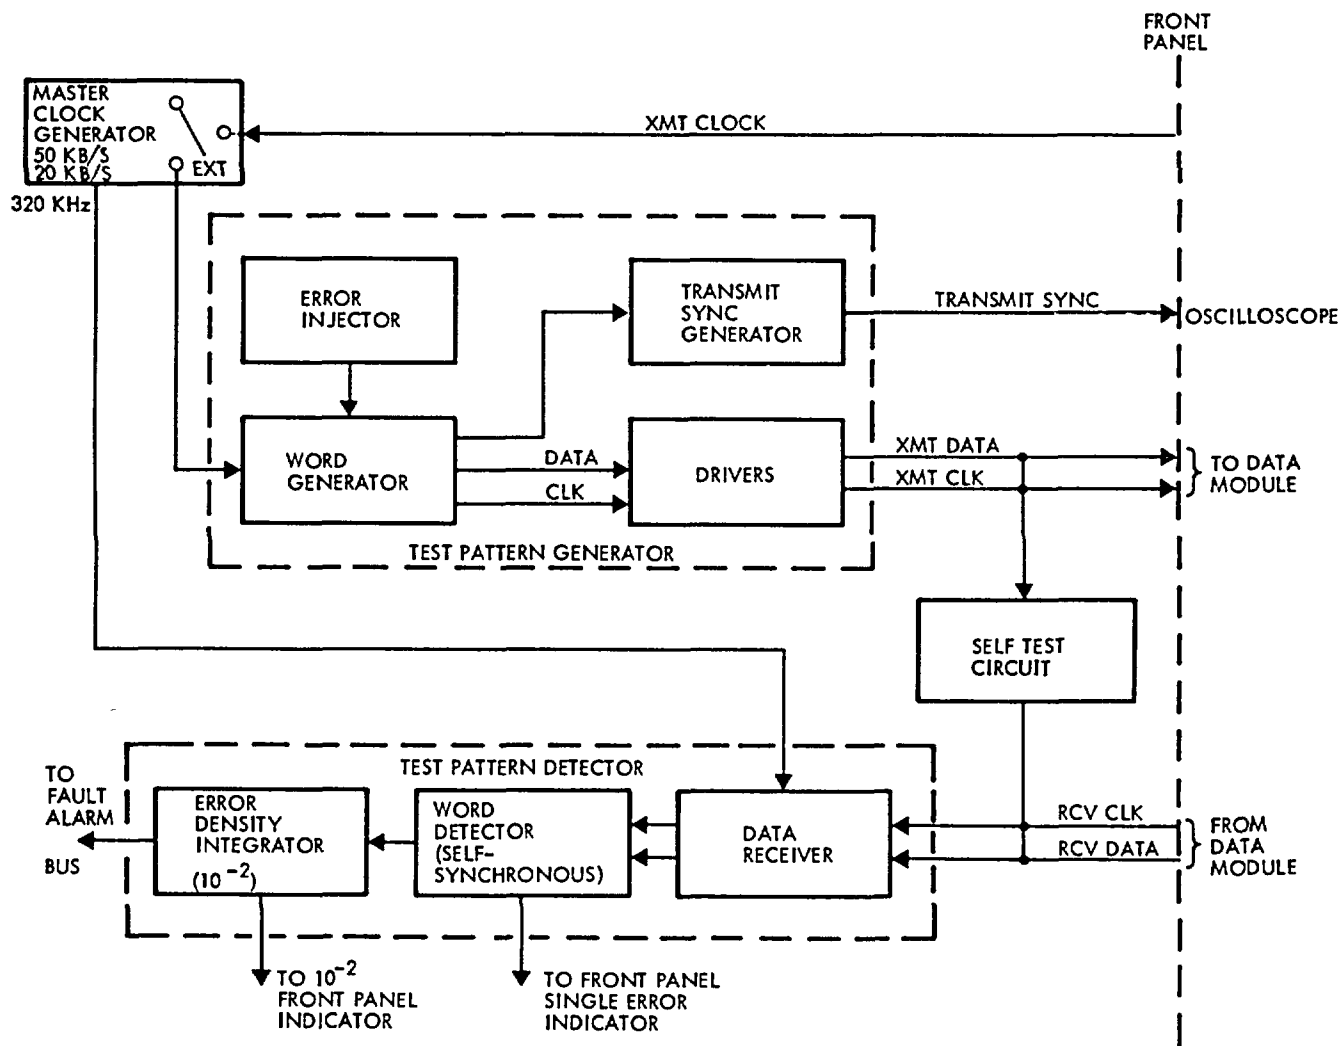 FRONT
PANEL
MASTER
CLOCK
GENERATOR
50 KB/S
20 KB/S
EXT
XMT CLOCK
320 KHz
ERROR
INJECTOR
TRANSMIT
SYNC
GENERATOR
TRANSMIT SYNC
OSCILLOSCOPE
WORD
GENERATOR
DATA
CLK
DRIVERS
XMT DATA
XMT CLK
TO DATA
MODULE
TEST PATTERN GENERATOR
SELF TEST
CIRCUIT
TEST PATTERN DETECTOR
TO
FAULT
ALARM
BUS
ERROR
DENSITY
INTEGRATOR
(10⁻²)
WORD
DETECTOR
(SELF-
SYNCHRONOUS)
DATA
RECEIVER
RCV CLK
RCV DATA
FROM
DATA
MODULE
TO 10⁻²
FRONT PANEL
INDICATOR
TO FRONT PANEL
SINGLE ERROR
INDICATOR